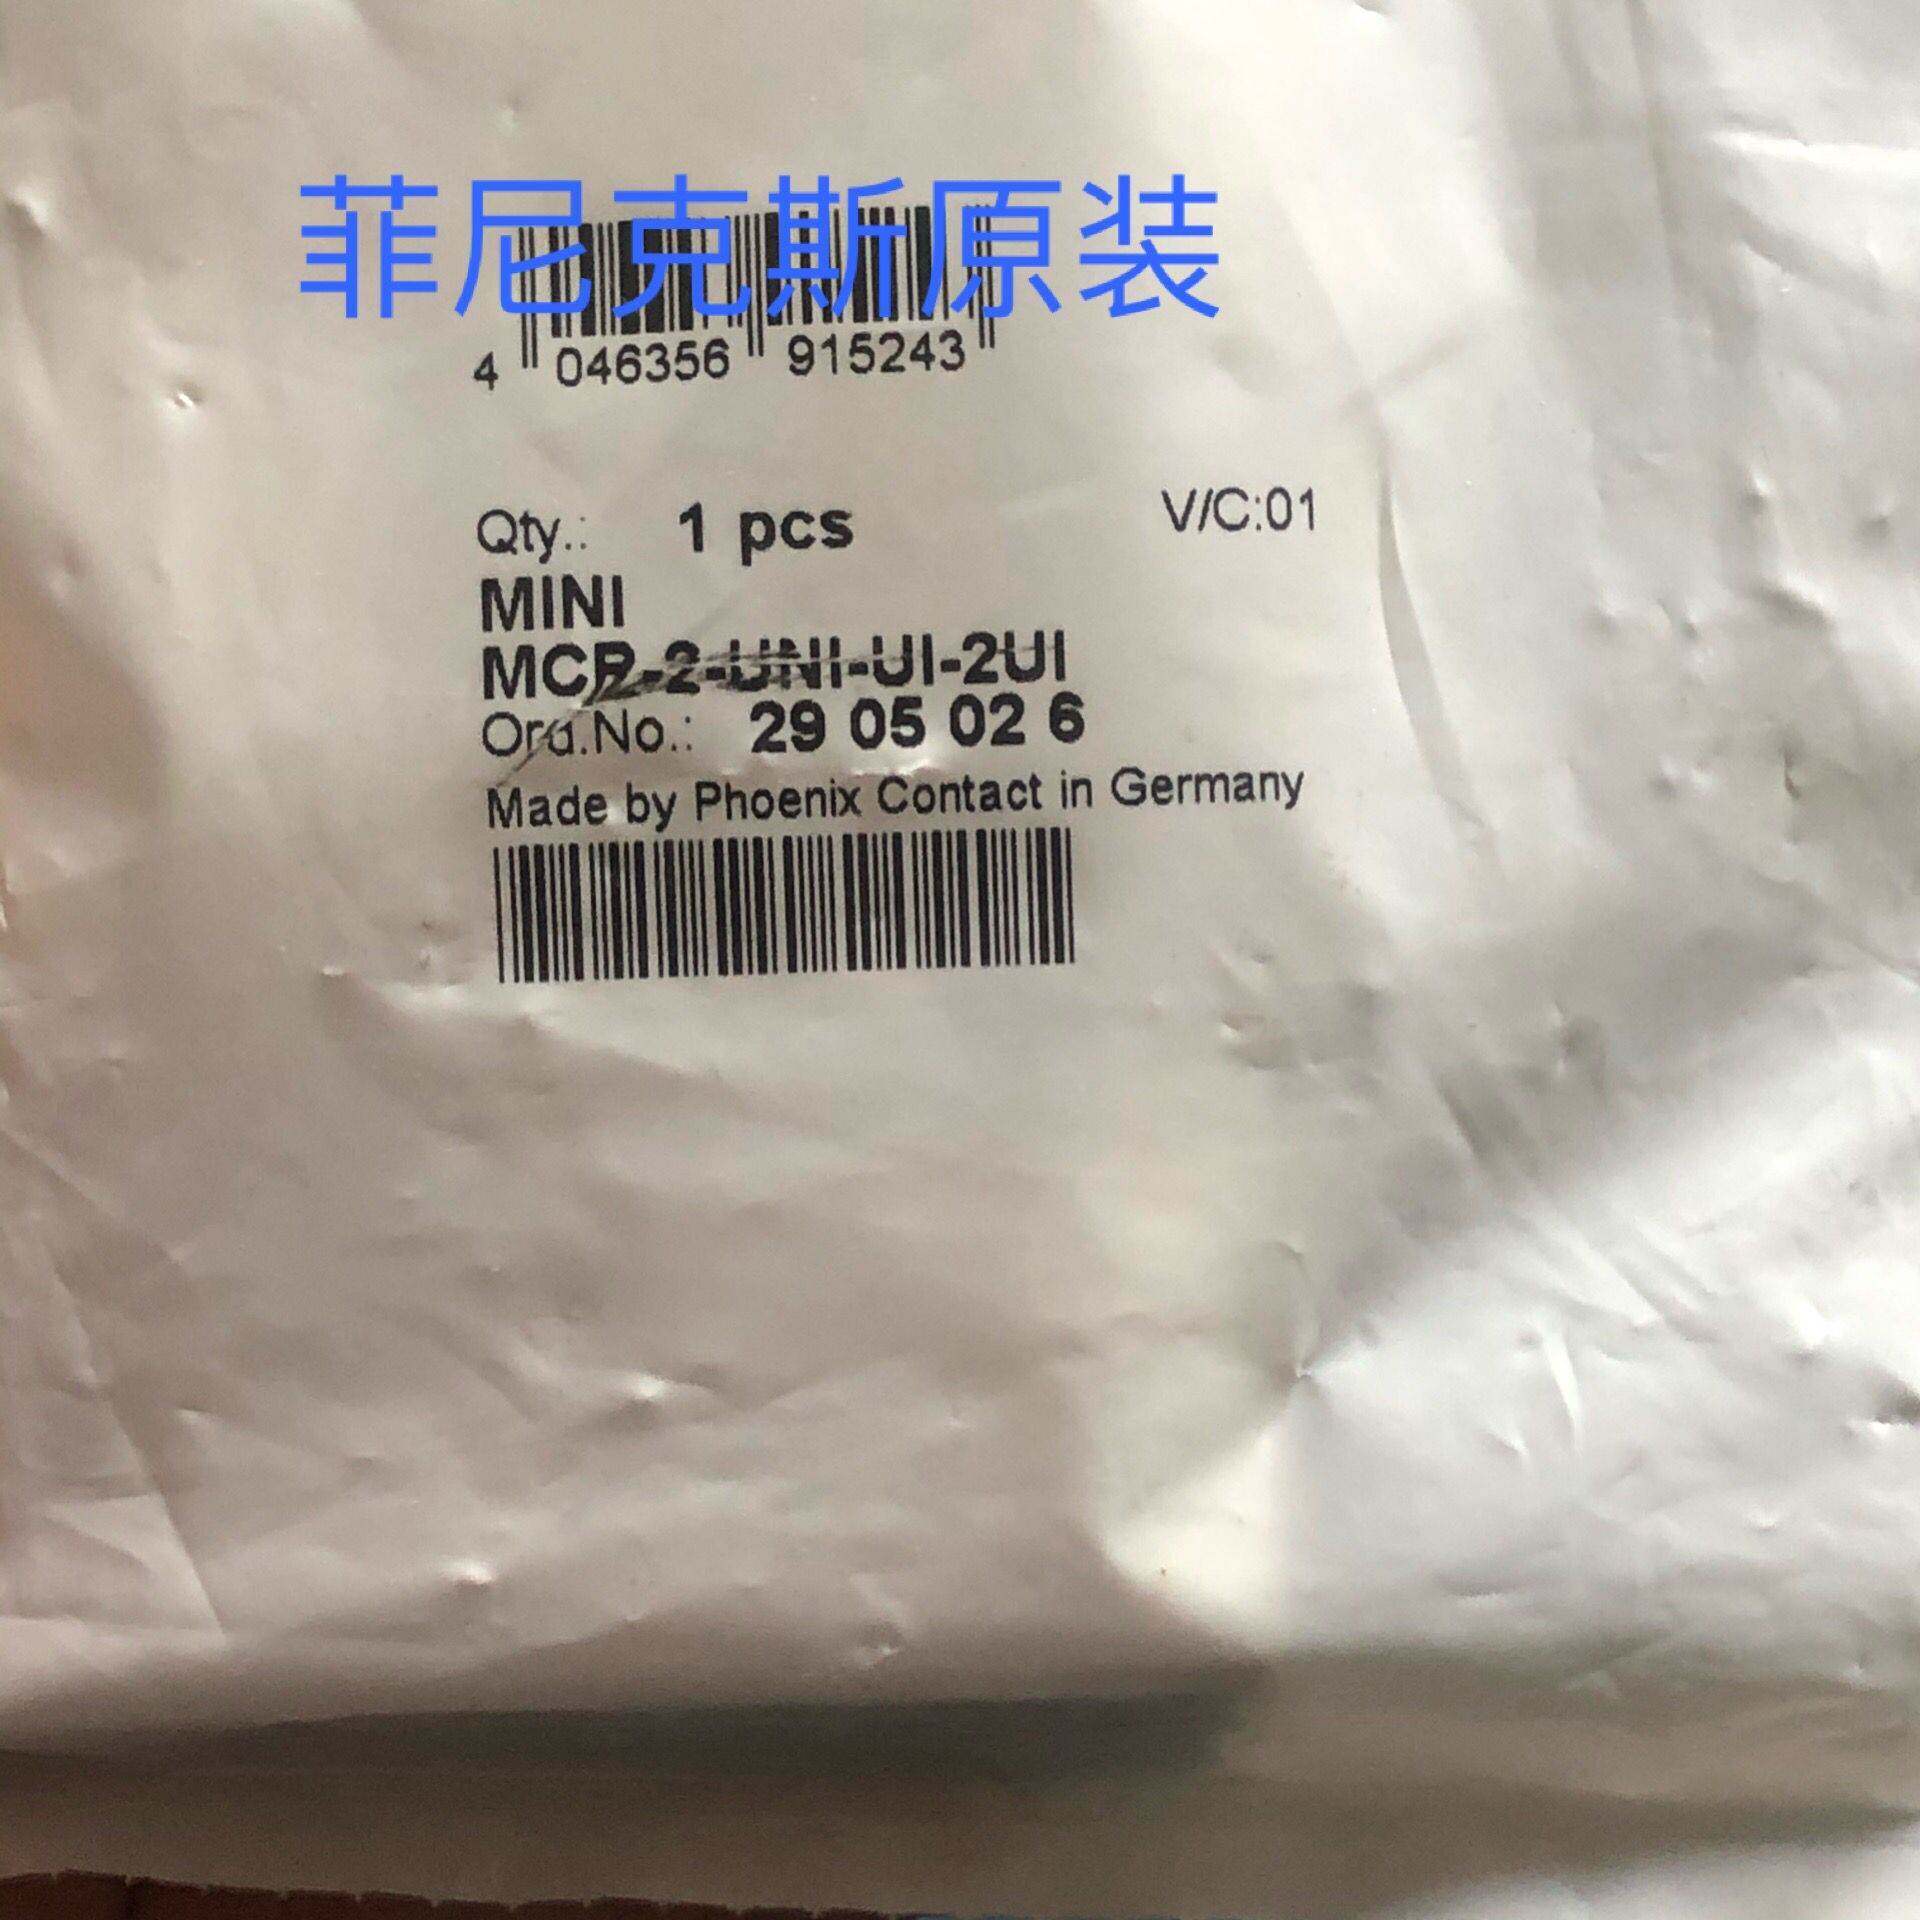 菲尼克斯原装
4 046356 915243
Qty.: 1 pcs V/C:01
MINI
MCR-2-UNI-UI-2UI
Ord.No.: 29 05 02 6
Made by Phoenix Contact in Germany